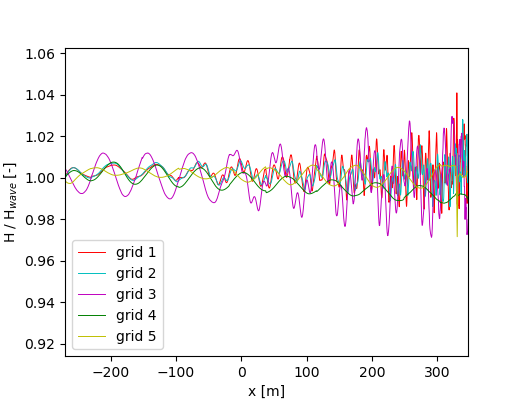 1.06
1.04
1.02
1.00
0.98
0.96
0.94
0.92
H / H_wave [-]
grid 1
grid 2
grid 3
grid 4
grid 5
−200 −100 0 100 200 300
x [m]